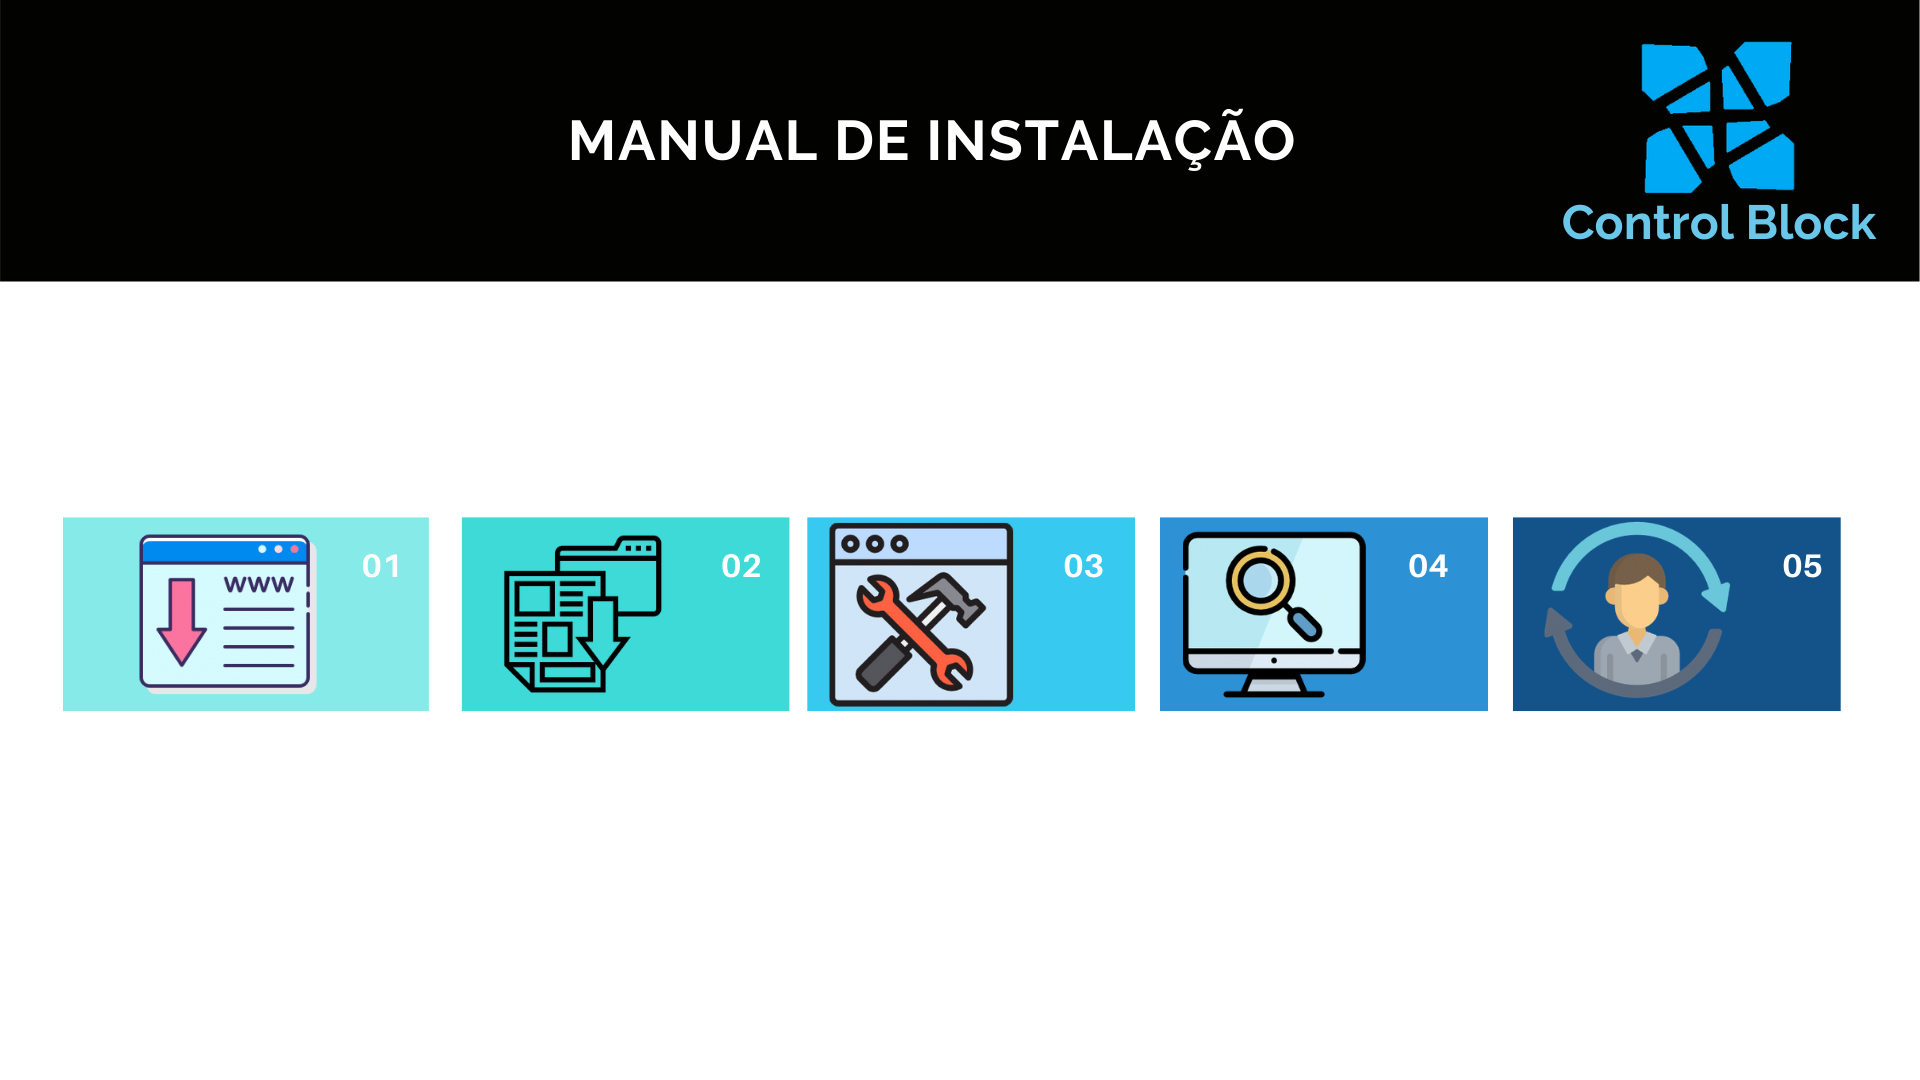 MANUAL DE INSTALAÇÃO
Control Block
01
WWW
02
03
04
05